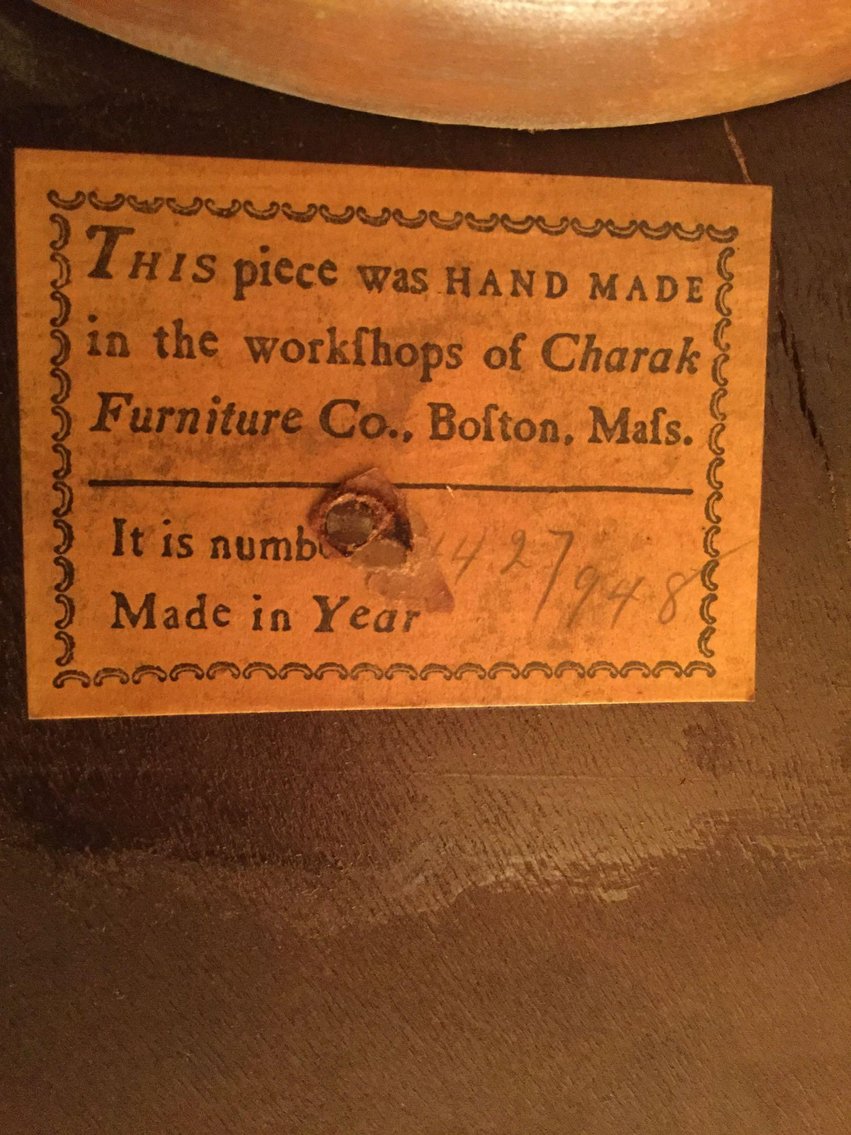 THIS piece was HAND MADE
in the workſhops of Charak
Furniture Co., Boſton, Maſs.
It is numb 427
Made in Year 1948